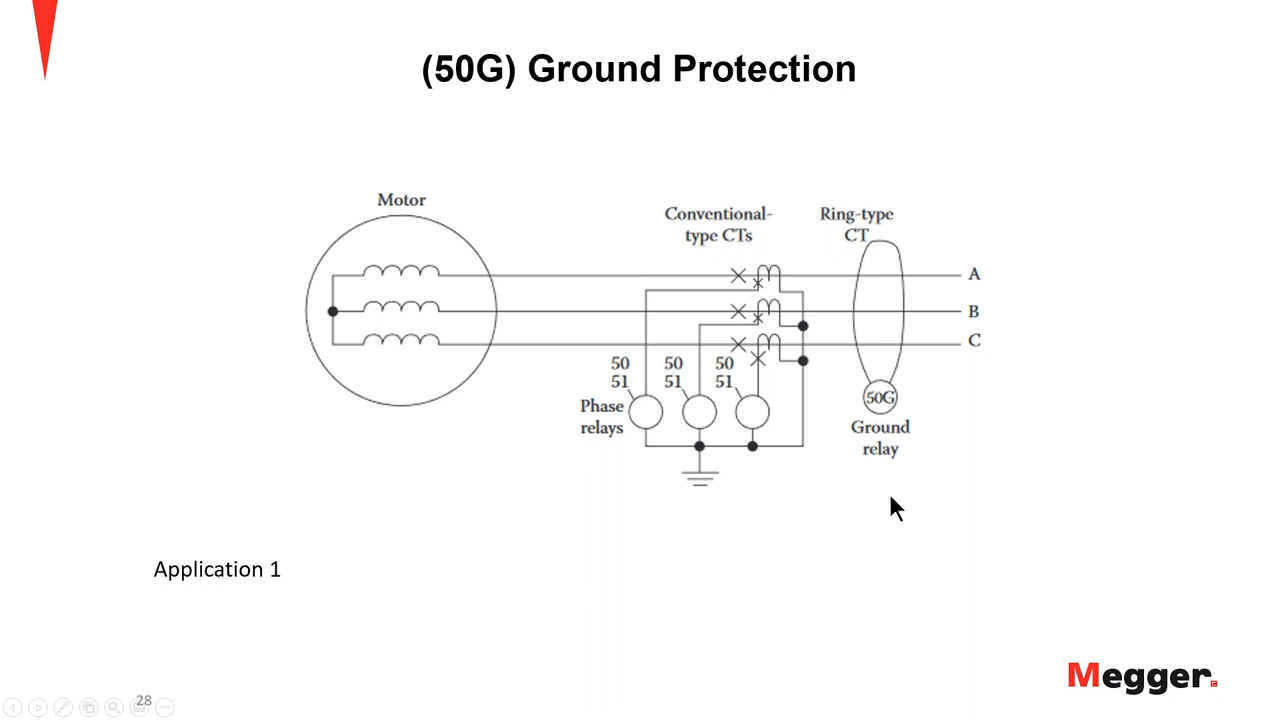 (50G) Ground Protection
Motor
Conventional-
type CTs
Ring-type
CT
A
B
C
50
51
50
51
50
51
Phase
relays
50G
Ground
relay
Application 1
Megger.
28